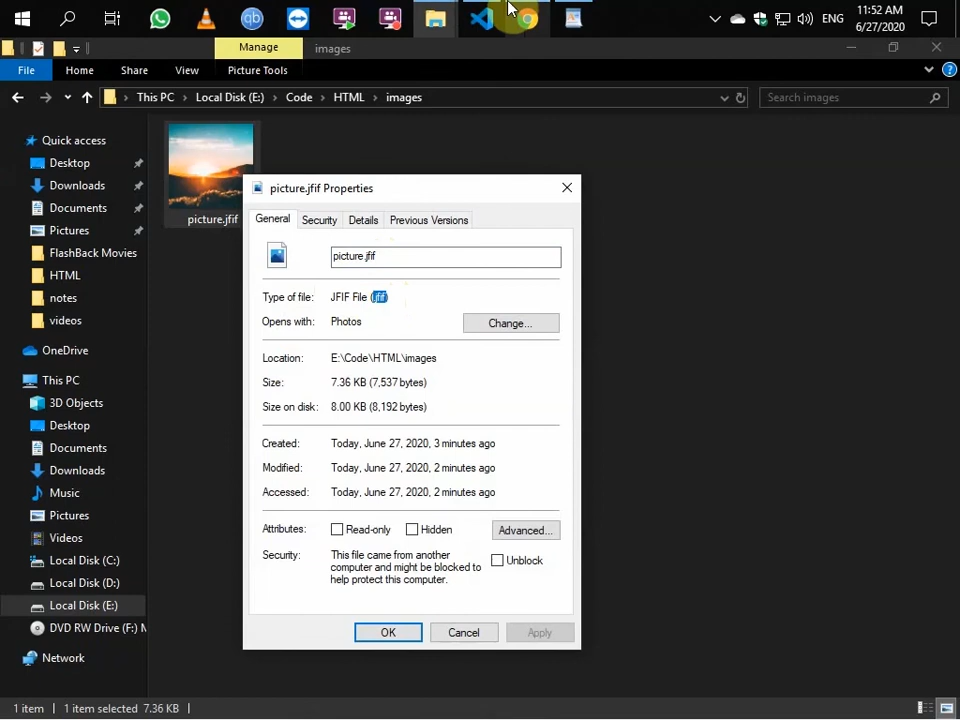 ENG
11:52 AM
6/27/2020
Manage
images
File
Home
Share
View
Picture Tools
This PC
Local Disk (E:)
Code
HTML
images
Search images
Quick access
Desktop
Downloads
Documents
Pictures
FlashBack Movies
HTML
notes
videos
OneDrive
This PC
3D Objects
Desktop
Documents
Downloads
Music
Pictures
Videos
Local Disk (C:)
Local Disk (D:)
Local Disk (E:)
DVD RW Drive (F:) M
Network
picture.jfif
picture.jfif Properties
General
Security
Details
Previous Versions
picture.jfif
Type of file: JFIF File (.jfif)
Opens with: Photos
Change...
Location: E:\Code\HTML\images
Size: 7.36 KB (7,537 bytes)
Size on disk: 8.00 KB (8,192 bytes)
Created: Today, June 27, 2020, 3 minutes ago
Modified: Today, June 27, 2020, 2 minutes ago
Accessed: Today, June 27, 2020, 2 minutes ago
Attributes: Read-only Hidden Advanced...
Security: This file came from another
computer and might be blocked to
help protect this computer.
Unblock
OK Cancel Apply
1 item 1 item selected 7.36 KB